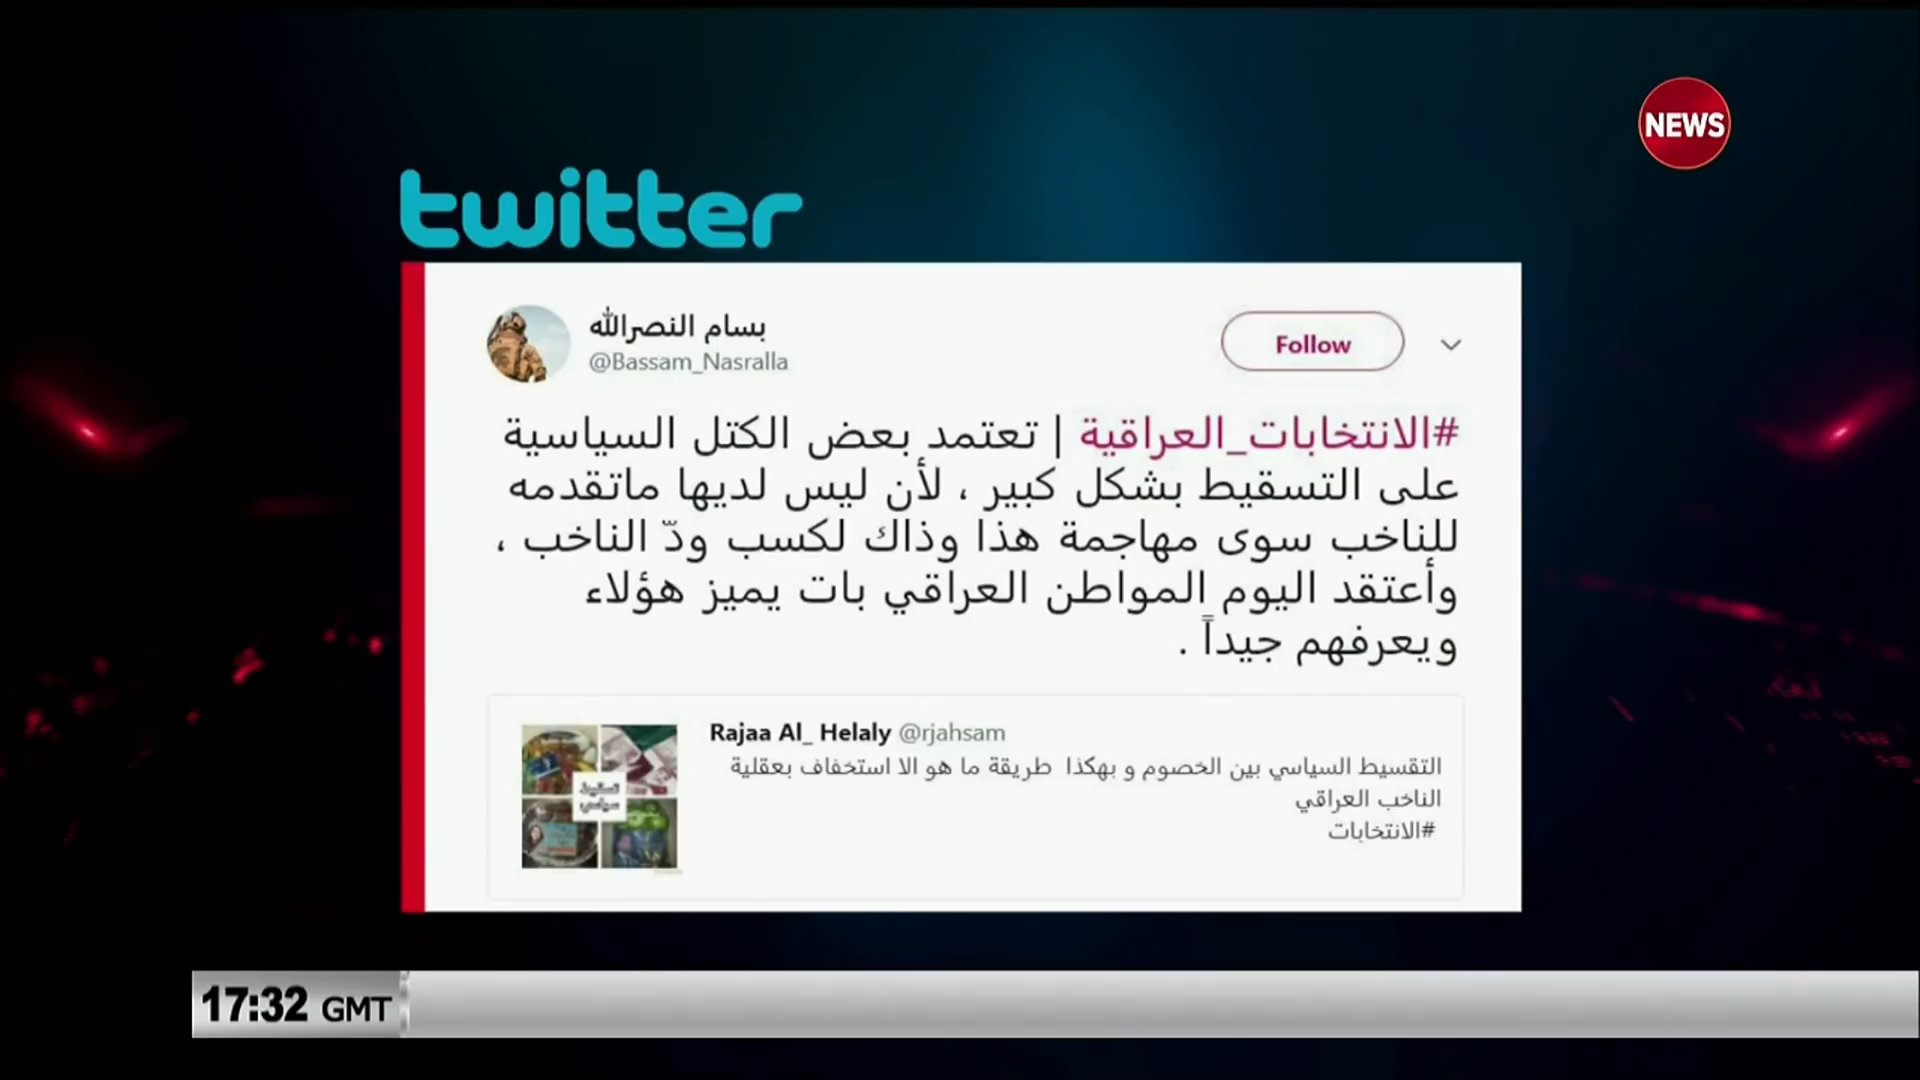 NEWS
twitter
بسام النصرالله
@Bassam_Nasralla
Follow
#الانتخابات_العراقية | تعتمد بعض الكتل السياسية
على التسقيط بشكل كبير ، لأن ليس لديها ماتقدمه
للناخب سوى مهاجمة هذا وذاك لكسب ودّ الناخب ،
وأعتقد اليوم المواطن العراقي بات يميز هؤلاء
ويعرفهم جيداً .
Rajaa Al_ Helaly @rjahsam
التقسيط السياسي بين الخصوم و بهكذا طريقة ما هو الا استخفاف بعقلية
الناخب العراقي
#الانتخابات
تسقيط
سياسي
17:32 GMT